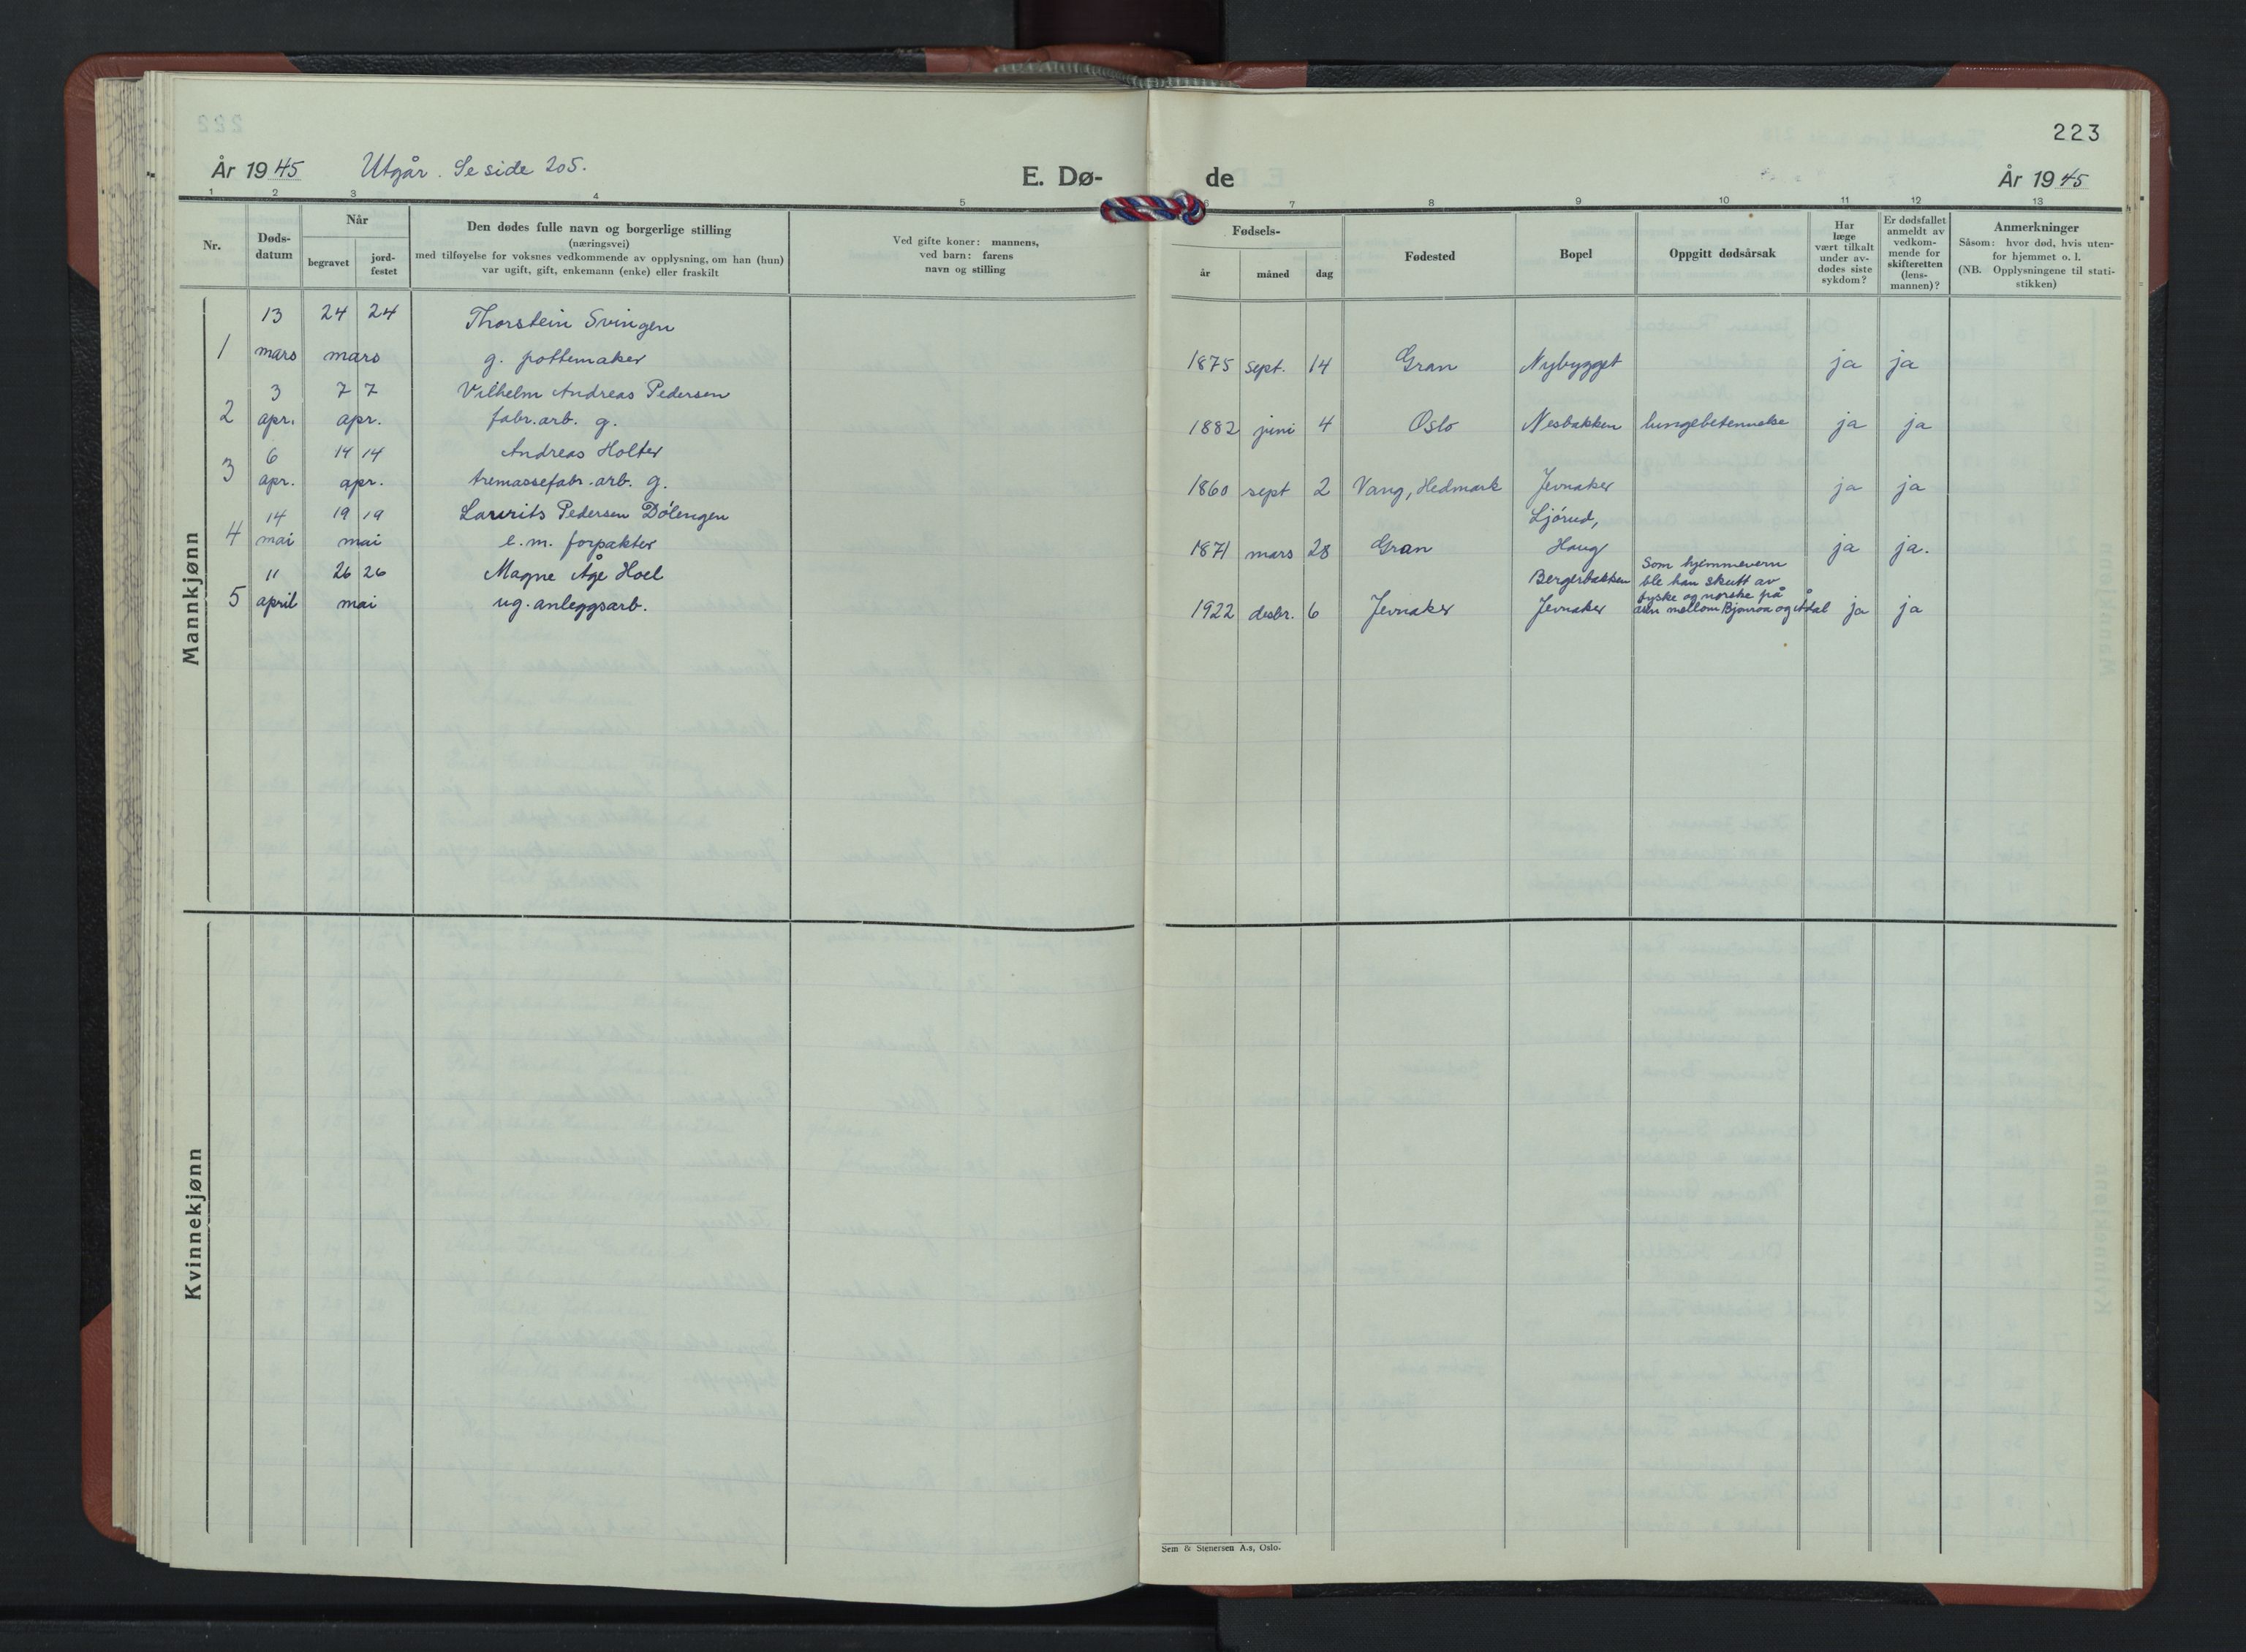 223
År 1945 Utgår. Se side 205. E. Dø- de År 1945
1 2 3 4 5 6 7 8 9 10 11 12 13
Nr.
Døds-
datum
Når
begravet
jord-
festet
Den dødes fulle navn og borgerlige stilling
(næringsvei)
med tilføyelse for voksnes vedkommende av opplysning, om han (hun)
var ugift, gift, enkemann (enke) eller fraskilt
Ved gifte koner: mannens,
ved barn: farens
navn og stilling
Fødsels-
år måned dag
Fødested
Bopel
Oppgitt dødsårsak
Har
læge
vært tilkalt
under av-
dødes siste
sykdom?
Er dødsfallet
anmeldt av
vedkom-
mende for
skifteretten
(lens-
mannen)?
Anmerkninger
Såsom: hvor død, hvis uten-
for hjemmet o. l.
(NB. Opplysningene til stati-
stikken)
Mannkjønn
13 24 24 Thorstein Svingen
1 mars mars g. pottemaker 1875 sept. 14 Gran Nybygget ja ja
3 7 7 Vilhelm Andreas Pedersen
2 apr. apr. fabr.arb. g. 1882 juni 4 Oslo Nesbakken lungebetennelse ja ja
6 14 14 Andreas Holter
3 apr. apr. tremassefabr.arb. g. 1860 sept 2 Vang, Hedmark Jevnaker ja ja
14 19 19 Laurits Pedersen Dölengen Ljörud,
4 mai mai e.m. forpakter 1871 mars 28 Gran Haug ja ja.
11 26 26 Magne Åge Hoel Bergerbakken
5 april mai ug. anleggsarb. 1922 desbr. 6 Jevnaker Jevnaker ja ja
Som hjemmevern
ble han skutt av
tyske og norske på
åsen mellom Bjoneroa og Ådal
Kvinnekjønn
Sem & Stenersen A.s, Oslo.